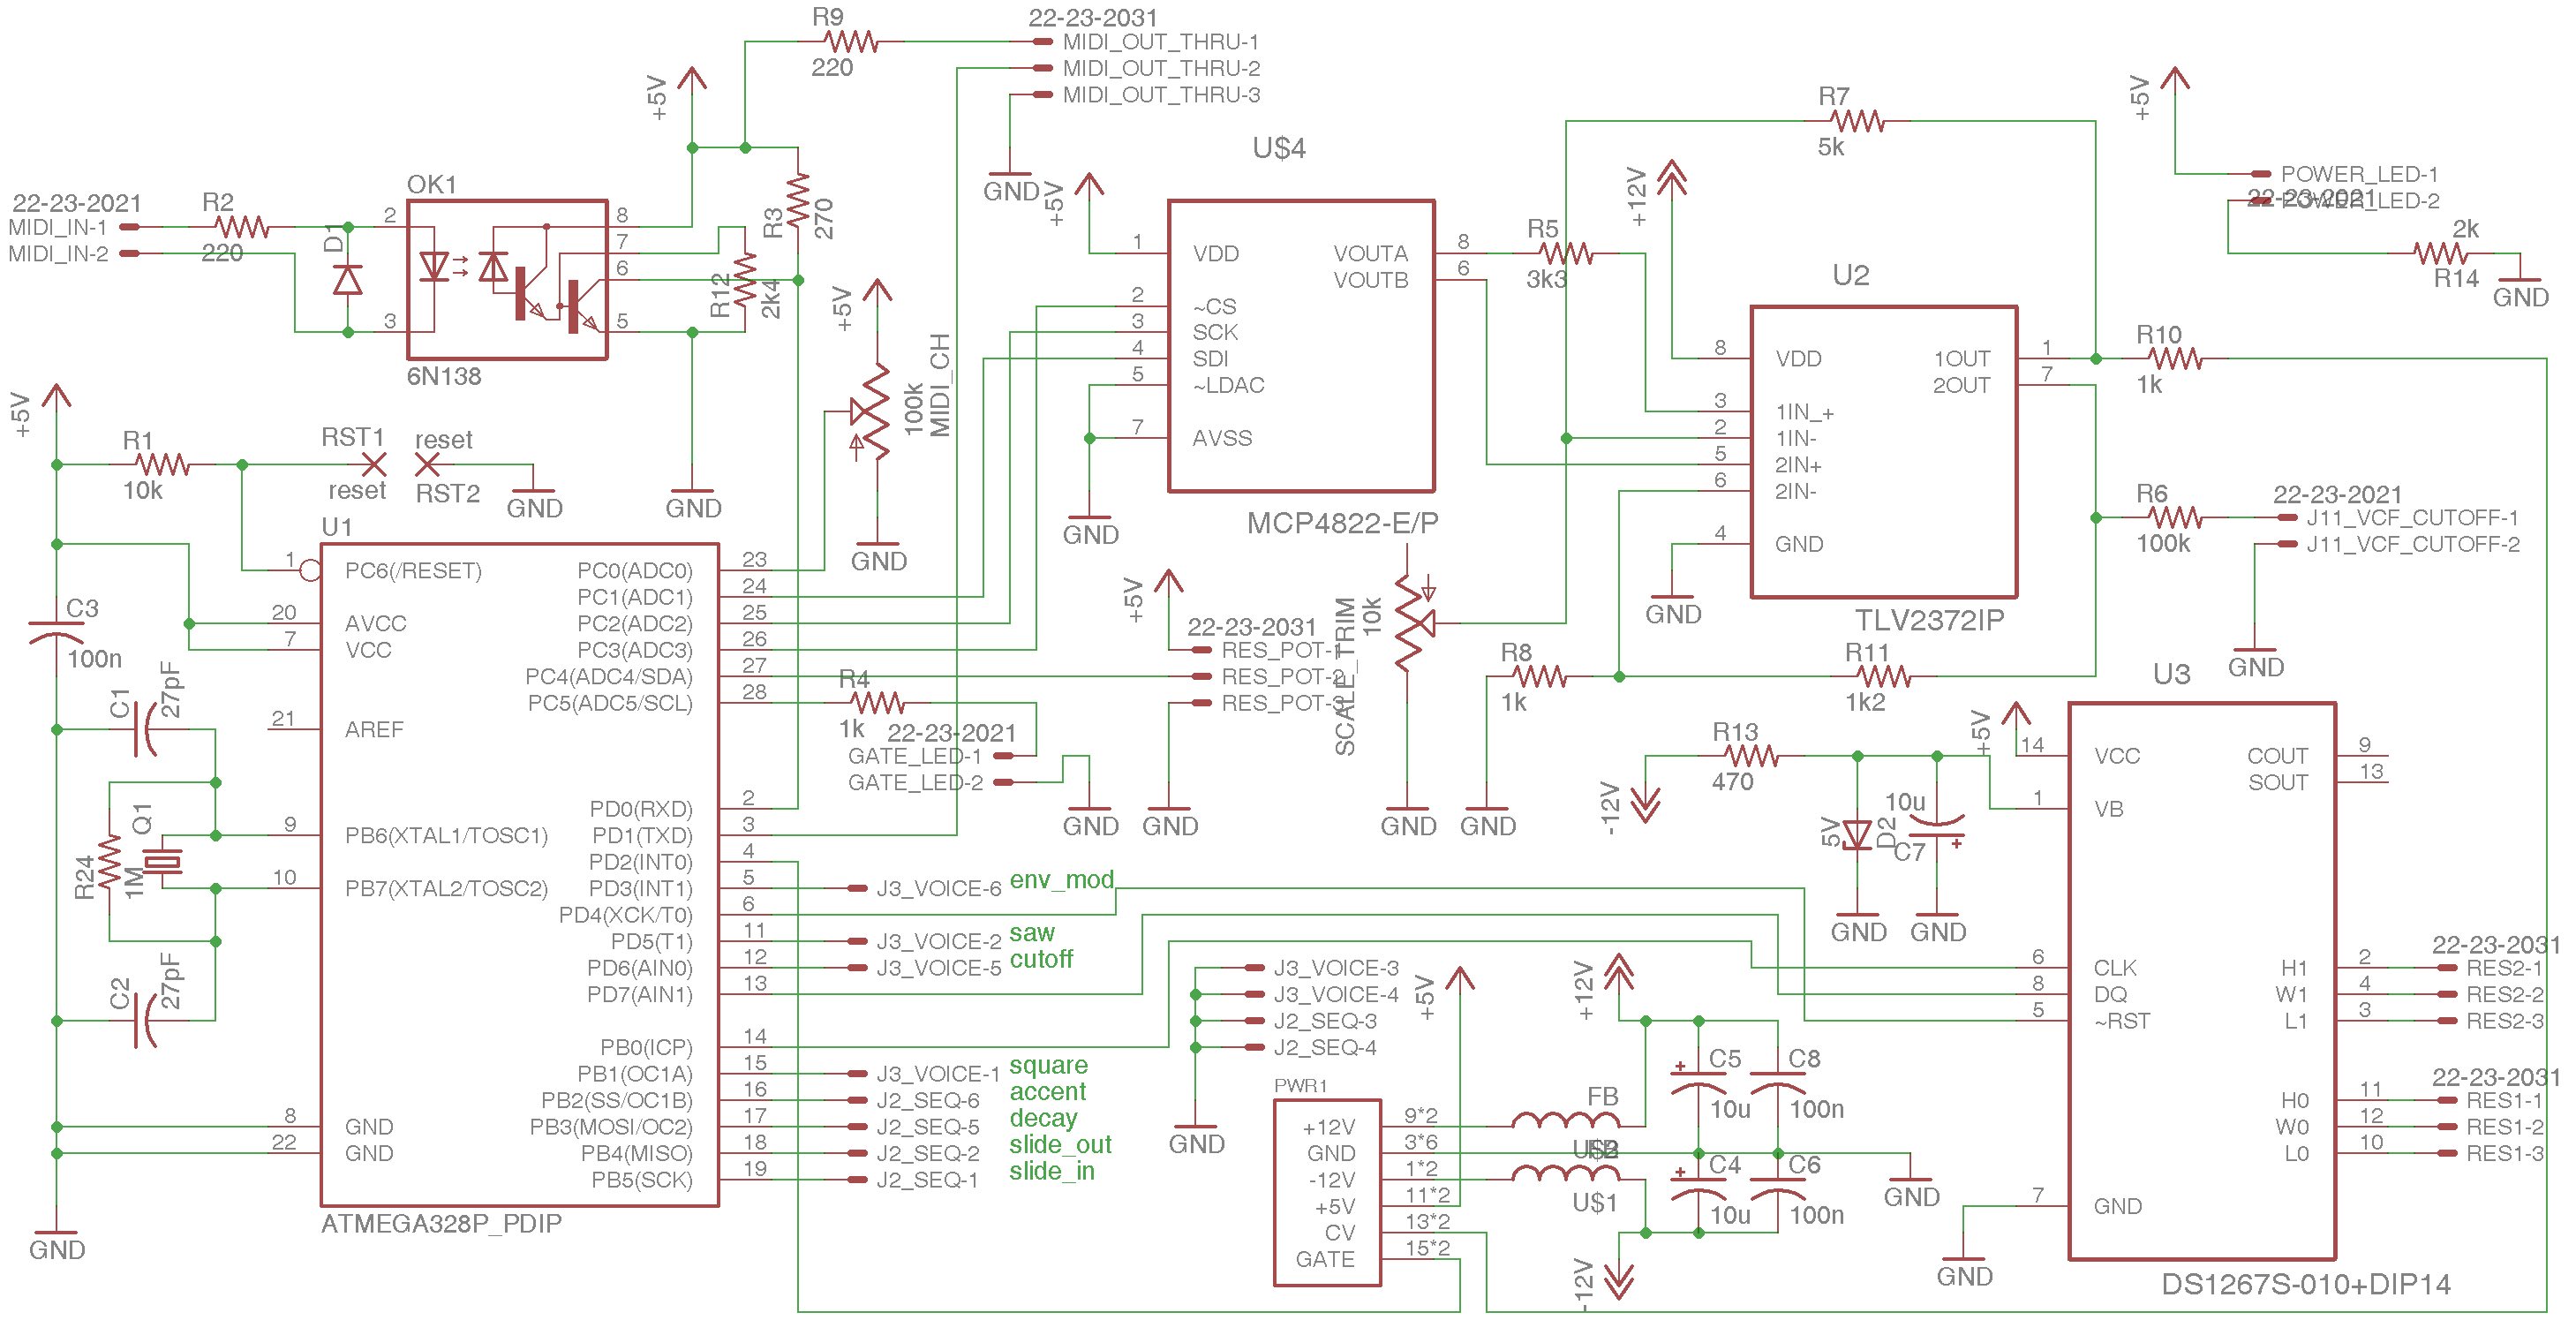 22-23-2021
MIDI_IN-1
MIDI_IN-2
R2
220
D1
OK1
2
3
8
7
6
5
6N138
+5V
R9
220
22-23-2031
MIDI_OUT_THRU-1
MIDI_OUT_THRU-2
MIDI_OUT_THRU-3
GND
R3
270
R12
2k4
GND
+5V
100k
MIDI_CH
GND
+5V
R1
10k
RST1
reset
reset
RST2
GND
C3
100n
C1
27pF
Q1
R24
1M
C2
27pF
GND
U1
1
20
7
21
9
10
8
22
PC6(/RESET)
AVCC
VCC
AREF
PB6(XTAL1/TOSC1)
PB7(XTAL2/TOSC2)
GND
GND
PC0(ADC0)
PC1(ADC1)
PC2(ADC2)
PC3(ADC3)
PC4(ADC4/SDA)
PC5(ADC5/SCL)
PD0(RXD)
PD1(TXD)
PD2(INT0)
PD3(INT1)
PD4(XCK/T0)
PD5(T1)
PD6(AIN0)
PD7(AIN1)
PB0(ICP)
PB1(OC1A)
PB2(SS/OC1B)
PB3(MOSI/OC2)
PB4(MISO)
PB5(SCK)
23
24
25
26
27
28
2
3
4
5
6
11
12
13
14
15
16
17
18
19
ATMEGA328P_PDIP
R4
1k
22-23-2021
GATE_LED-1
GATE_LED-2
GND
J3_VOICE-6 env_mod
J3_VOICE-2 saw
J3_VOICE-5 cutoff
J3_VOICE-1 square
J2_SEQ-6 accent
J2_SEQ-5 decay
J2_SEQ-2 slide_out
J2_SEQ-1 slide_in
U$4
+5V
1
2
3
4
5
7
VDD
~CS
SCK
SDI
~LDAC
AVSS
VOUTA
VOUTB
8
6
GND
MCP4822-E/P
+5V
22-23-2031
RES_POT-1
RES_POT-2
RES_POT-3
GND
SCALE_TRIM
10k
GND
R5
3k3
R7
5k
+12V
U2
8
3
2
5
6
4
VDD
1IN_+
1IN-
2IN+
2IN-
GND
1OUT
2OUT
1
7
GND
TLV2372IP
R8
1k
GND
R11
1k2
R10
1k
R6
100k
22-23-2021
J11_VCF_CUTOFF-1
J11_VCF_CUTOFF-2
GND
+5V
POWER_LED-1
22-23-2021
POWER_LED-2
2k
R14
GND
R13
470
-12V
5V
D2
10u
C7
GND
GND
+5V
U3
14
1
6
8
5
7
VCC
VB
CLK
DQ
~RST
GND
COUT
SOUT
H1
W1
L1
H0
W0
L0
9
13
2
4
3
11
12
10
22-23-2031
RES2-1
RES2-2
RES2-3
22-23-2031
RES1-1
RES1-2
RES1-3
GND
DS1267S-010+DIP14
J3_VOICE-3
J3_VOICE-4
J2_SEQ-3
J2_SEQ-4
GND
+5V
PWR1
+12V
GND
-12V
+5V
CV
GATE
9*2
3*6
1*2
11*2
13*2
15*2
+12V
FB
U$1
C5
10u
C8
100n
C4
10u
C6
100n
GND
-12V